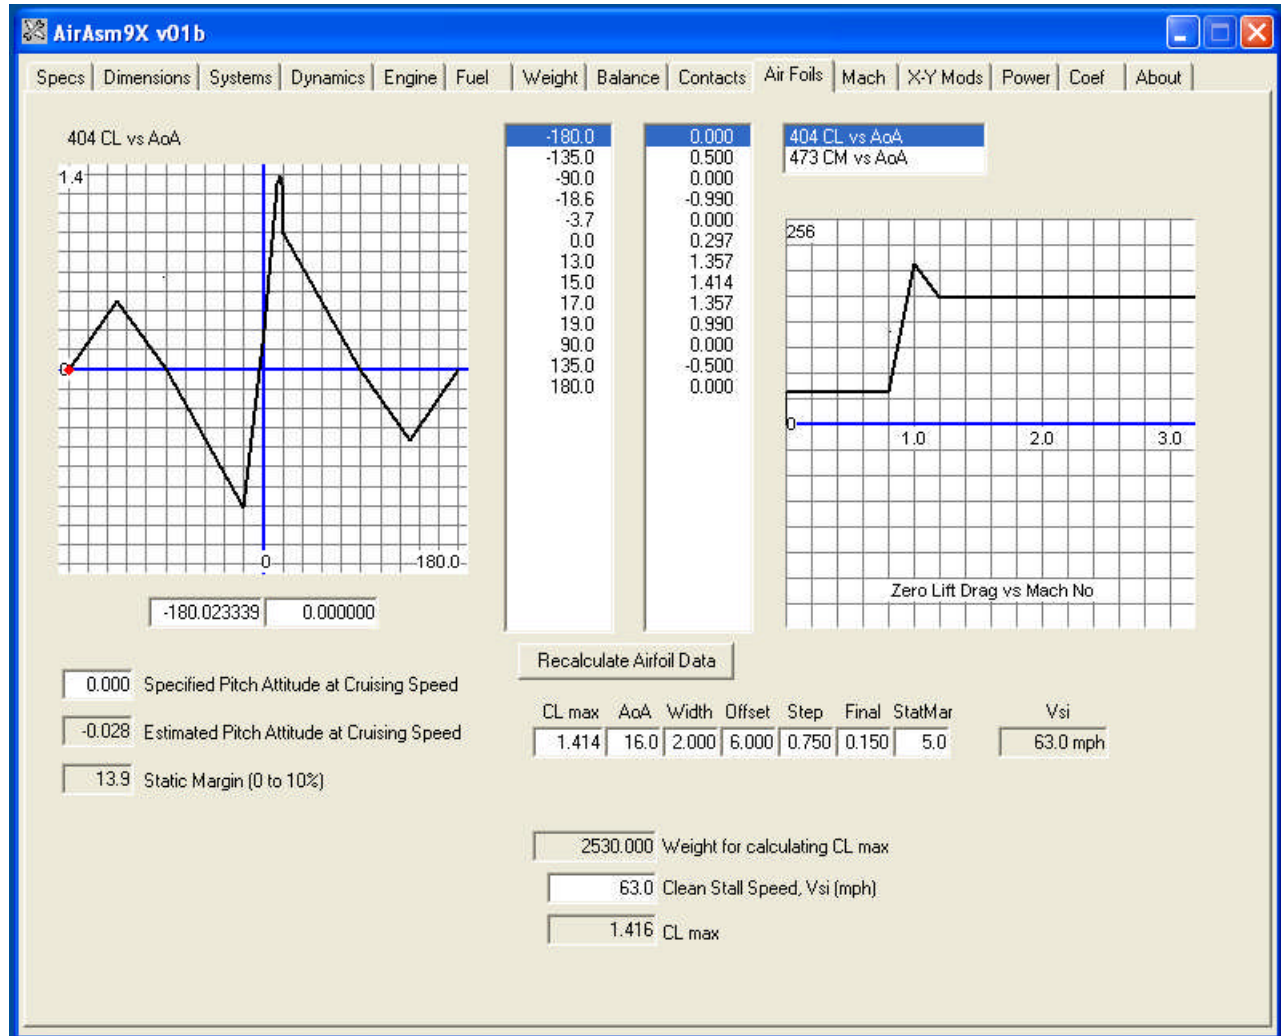 AirAsm9X v01b
Specs Dimensions Systems Dynamics Engine Fuel Weight Balance Contacts Air Foils Mach X-Y Mods Power Coef About
404 CL vs AoA
1.4
0
0
-180.0
-180.023339 0.000000
-180.0 0.000
-135.0 0.500
-90.0 0.000
-18.6 -0.990
-3.7 0.000
0.0 0.297
13.0 1.357
15.0 1.414
17.0 1.357
19.0 0.990
90.0 0.000
135.0 -0.500
180.0 0.000
404 CL vs AoA
473 CM vs AoA
256
0
1.0 2.0 3.0
Zero Lift Drag vs Mach No
Recalculate Airfoil Data
0.000 Specified Pitch Attitude at Cruising Speed
-0.028 Estimated Pitch Attitude at Cruising Speed
13.9 Static Margin (0 to 10%)
CL max AoA Width Offset Step Final StatMar Vsi
1.414 16.0 2.000 6.000 0.750 0.150 5.0 63.0 mph
2530.000 Weight for calculating CL max
63.0 Clean Stall Speed, Vsi (mph)
1.416 CL max